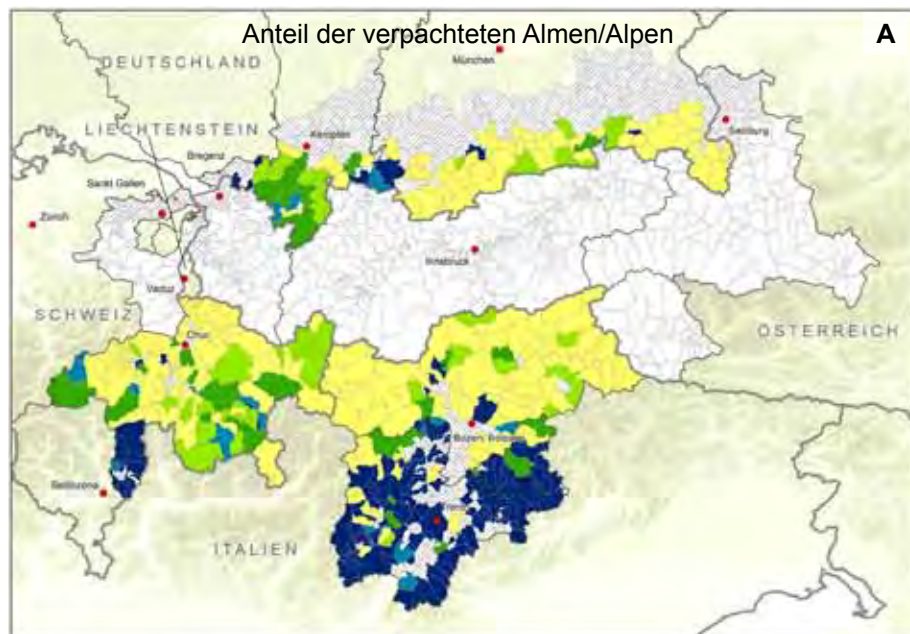 Anteil der verpachteten Almen/Alpen
A
DEUTSCHLAND
München
LIECHTENSTEIN
Kempten
Salzburg
Bregenz
Sankt Gallen
Zürich
Innsbruck
Vaduz
SCHWEIZ
ÖSTERREICH
Chur
Bozen/ Bolzano
Bellinzona
ITALIEN